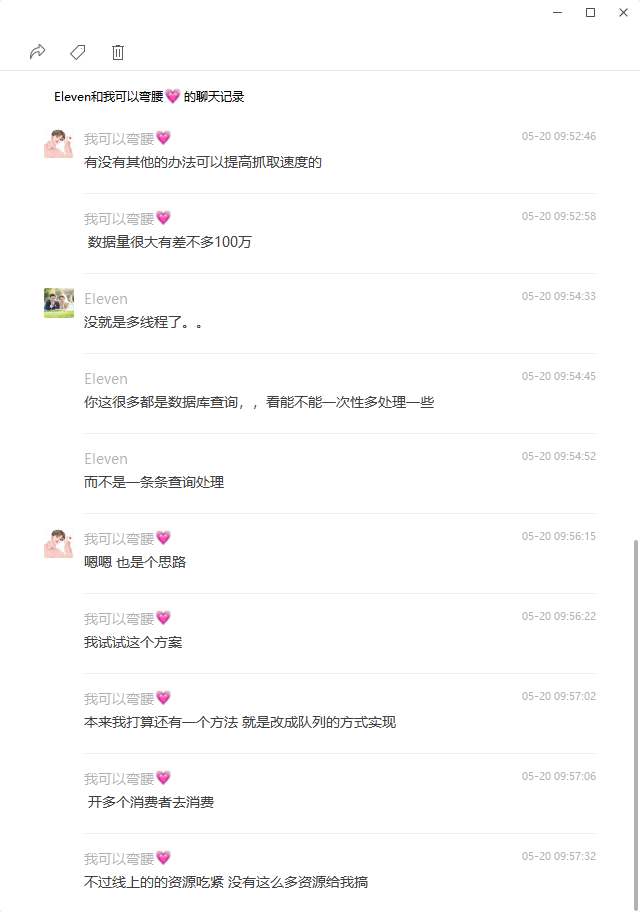 Eleven和我可以弯腰💗 的聊天记录
我可以弯腰💗 05-20 09:52:46
有没有其他的办法可以提高抓取速度的
我可以弯腰💗 05-20 09:52:58
数据量很大有差不多100万
Eleven 05-20 09:54:33
没就是多线程了。。
Eleven 05-20 09:54:45
你这很多都是数据库查询，，看能不能一次性多处理一些
Eleven 05-20 09:54:52
而不是一条条查询处理
我可以弯腰💗 05-20 09:56:15
嗯嗯 也是个思路
我可以弯腰💗 05-20 09:56:22
我试试这个方案
我可以弯腰💗 05-20 09:57:02
本来我打算还有一个方法 就是改成队列的方式实现
我可以弯腰💗 05-20 09:57:06
开多个消费者去消费
我可以弯腰💗 05-20 09:57:32
不过线上的的资源吃紧 没有这么多资源给我搞